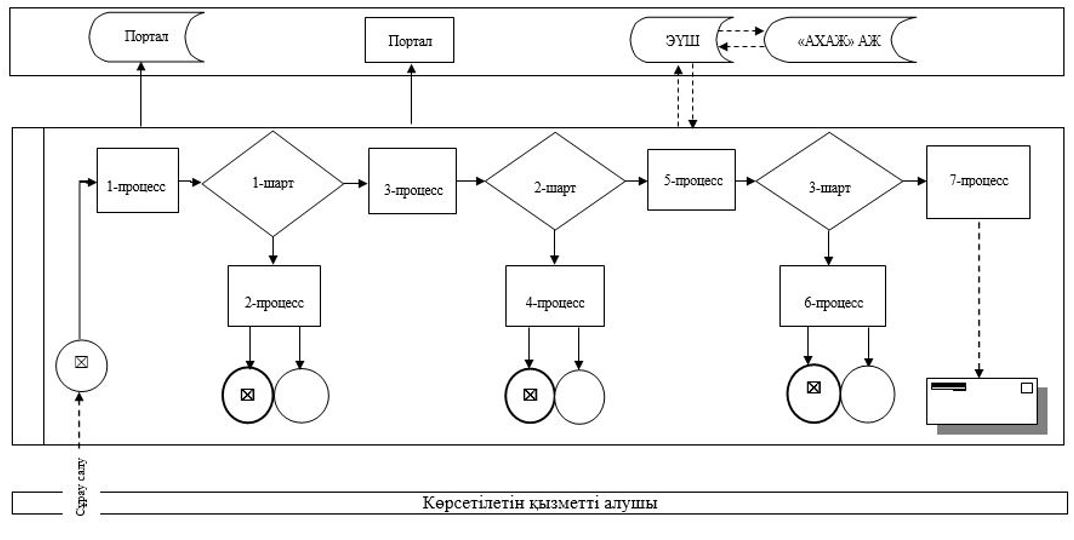 Портал
Портал
ЭҮШ
«АХАЖ» АЖ
1-процесс
1-шарт
3-процесс
2-шарт
5-процесс
3-шарт
7-процесс
2-процесс
4-процесс
6-процесс
Сұрау салу
Көрсетілетін қызметті алушы